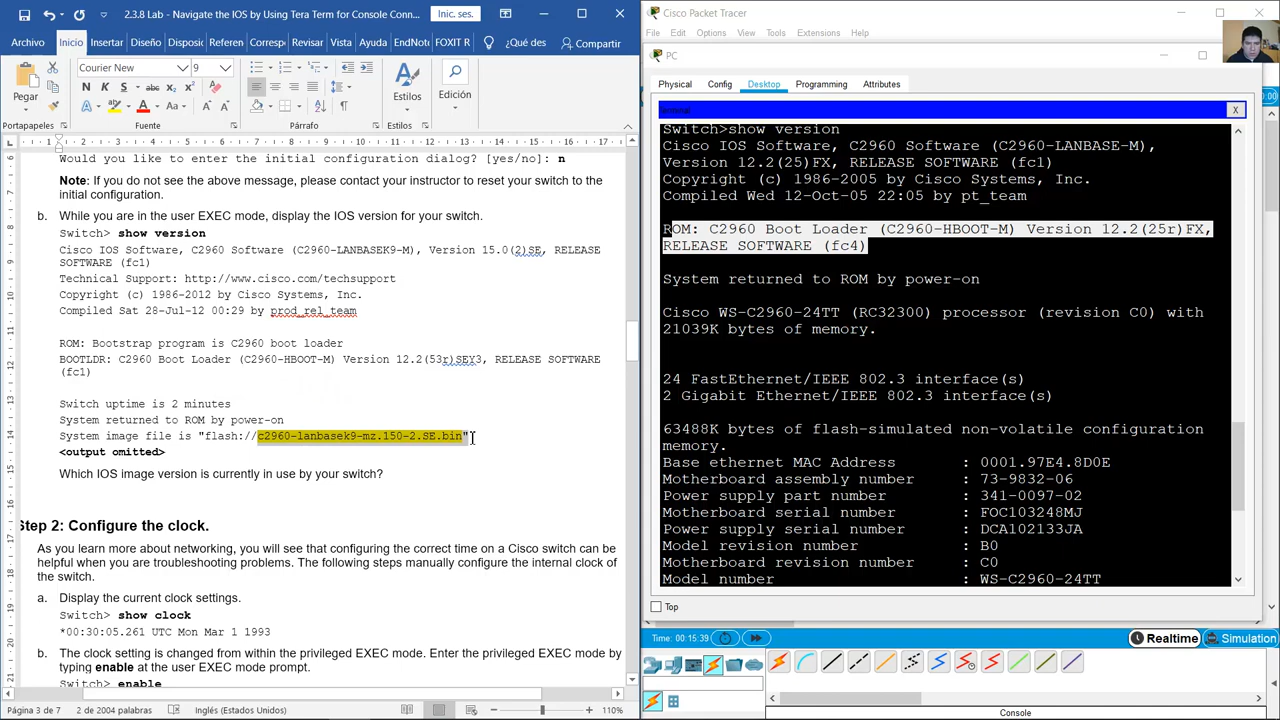 2.3.8 Lab - Navigate the IOS by Using Tera Term for Console Conn...
Inic. ses.
Archivo Inicio Insertar Diseño Disposic Refere Corresp Revisar Vista Ayuda EndNote FOXIT R ¿Qué des Compartir
Pegar
Courier New 9
Estilos
Edición
Portapapeles Fuente Párrafo Estilos
Would you like to enter the initial configuration dialog? [yes/no]: n
Note: If you do not see the above message, please contact your instructor to reset your switch to the
initial configuration.
b. While you are in the user EXEC mode, display the IOS version for your switch.
Switch> show version
Cisco IOS Software, C2960 Software (C2960-LANBASEK9-M), Version 15.0(2)SE, RELEASE
SOFTWARE (fc1)
Technical Support: http://www.cisco.com/techsupport
Copyright (c) 1986-2012 by Cisco Systems, Inc.
Compiled Sat 28-Jul-12 00:29 by prod_rel_team
ROM: Bootstrap program is C2960 boot loader
BOOTLDR: C2960 Boot Loader (C2960-HBOOT-M) Version 12.2(53r)SEY3, RELEASE SOFTWARE
(fc1)
Switch uptime is 2 minutes
System returned to ROM by power-on
System image file is "flash://c2960-lanbasek9-mz.150-2.SE.bin"
<output omitted>
Which IOS image version is currently in use by your switch?
Step 2: Configure the clock.
As you learn more about networking, you will see that configuring the correct time on a Cisco switch can be
helpful when you are troubleshooting problems. The following steps manually configure the internal clock of
the switch.
a. Display the current clock settings.
Switch> show clock
*00:30:05.261 UTC Mon Mar 1 1993
b. The clock setting is changed from within the privileged EXEC mode. Enter the privileged EXEC mode by
typing enable at the user EXEC mode prompt.
Switch> enable
Página 3 de 7 2 de 2004 palabras Inglés (Estados Unidos) 110%
Cisco Packet Tracer
File Edit Options View Tools Extensions Help
PC
Physical Config Desktop Programming Attributes
Terminal X
Switch>show version
Cisco IOS Software, C2960 Software (C2960-LANBASE-M),
Version 12.2(25)FX, RELEASE SOFTWARE (fc1)
Copyright (c) 1986-2005 by Cisco Systems, Inc.
Compiled Wed 12-Oct-05 22:05 by pt_team
ROM: C2960 Boot Loader (C2960-HBOOT-M) Version 12.2(25r)FX,
RELEASE SOFTWARE (fc4)
System returned to ROM by power-on
Cisco WS-C2960-24TT (RC32300) processor (revision C0) with
21039K bytes of memory.
24 FastEthernet/IEEE 802.3 interface(s)
2 Gigabit Ethernet/IEEE 802.3 interface(s)
63488K bytes of flash-simulated non-volatile configuration
memory.
Base ethernet MAC Address : 0001.97E4.8D0E
Motherboard assembly number : 73-9832-06
Power supply part number : 341-0097-02
Motherboard serial number : FOC103248MJ
Power supply serial number : DCA102133JA
Model revision number : B0
Motherboard revision number : C0
Model number : WS-C2960-24TT
Top
Time: 00:15:39 Realtime Simulation
Console